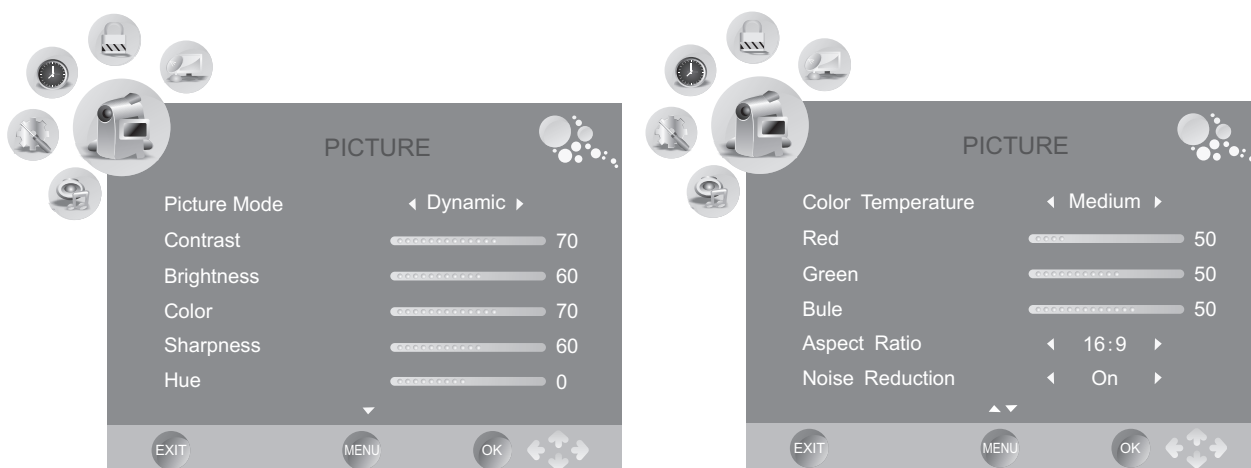 PICTURE
Picture Mode Dynamic
Contrast 70
Brightness 60
Color 70
Sharpness 60
Hue 0
EXIT MENU OK
PICTURE
Color Temperature Medium
Red 50
Green 50
Bule 50
Aspect Ratio 16:9
Noise Reduction On
EXIT MENU OK